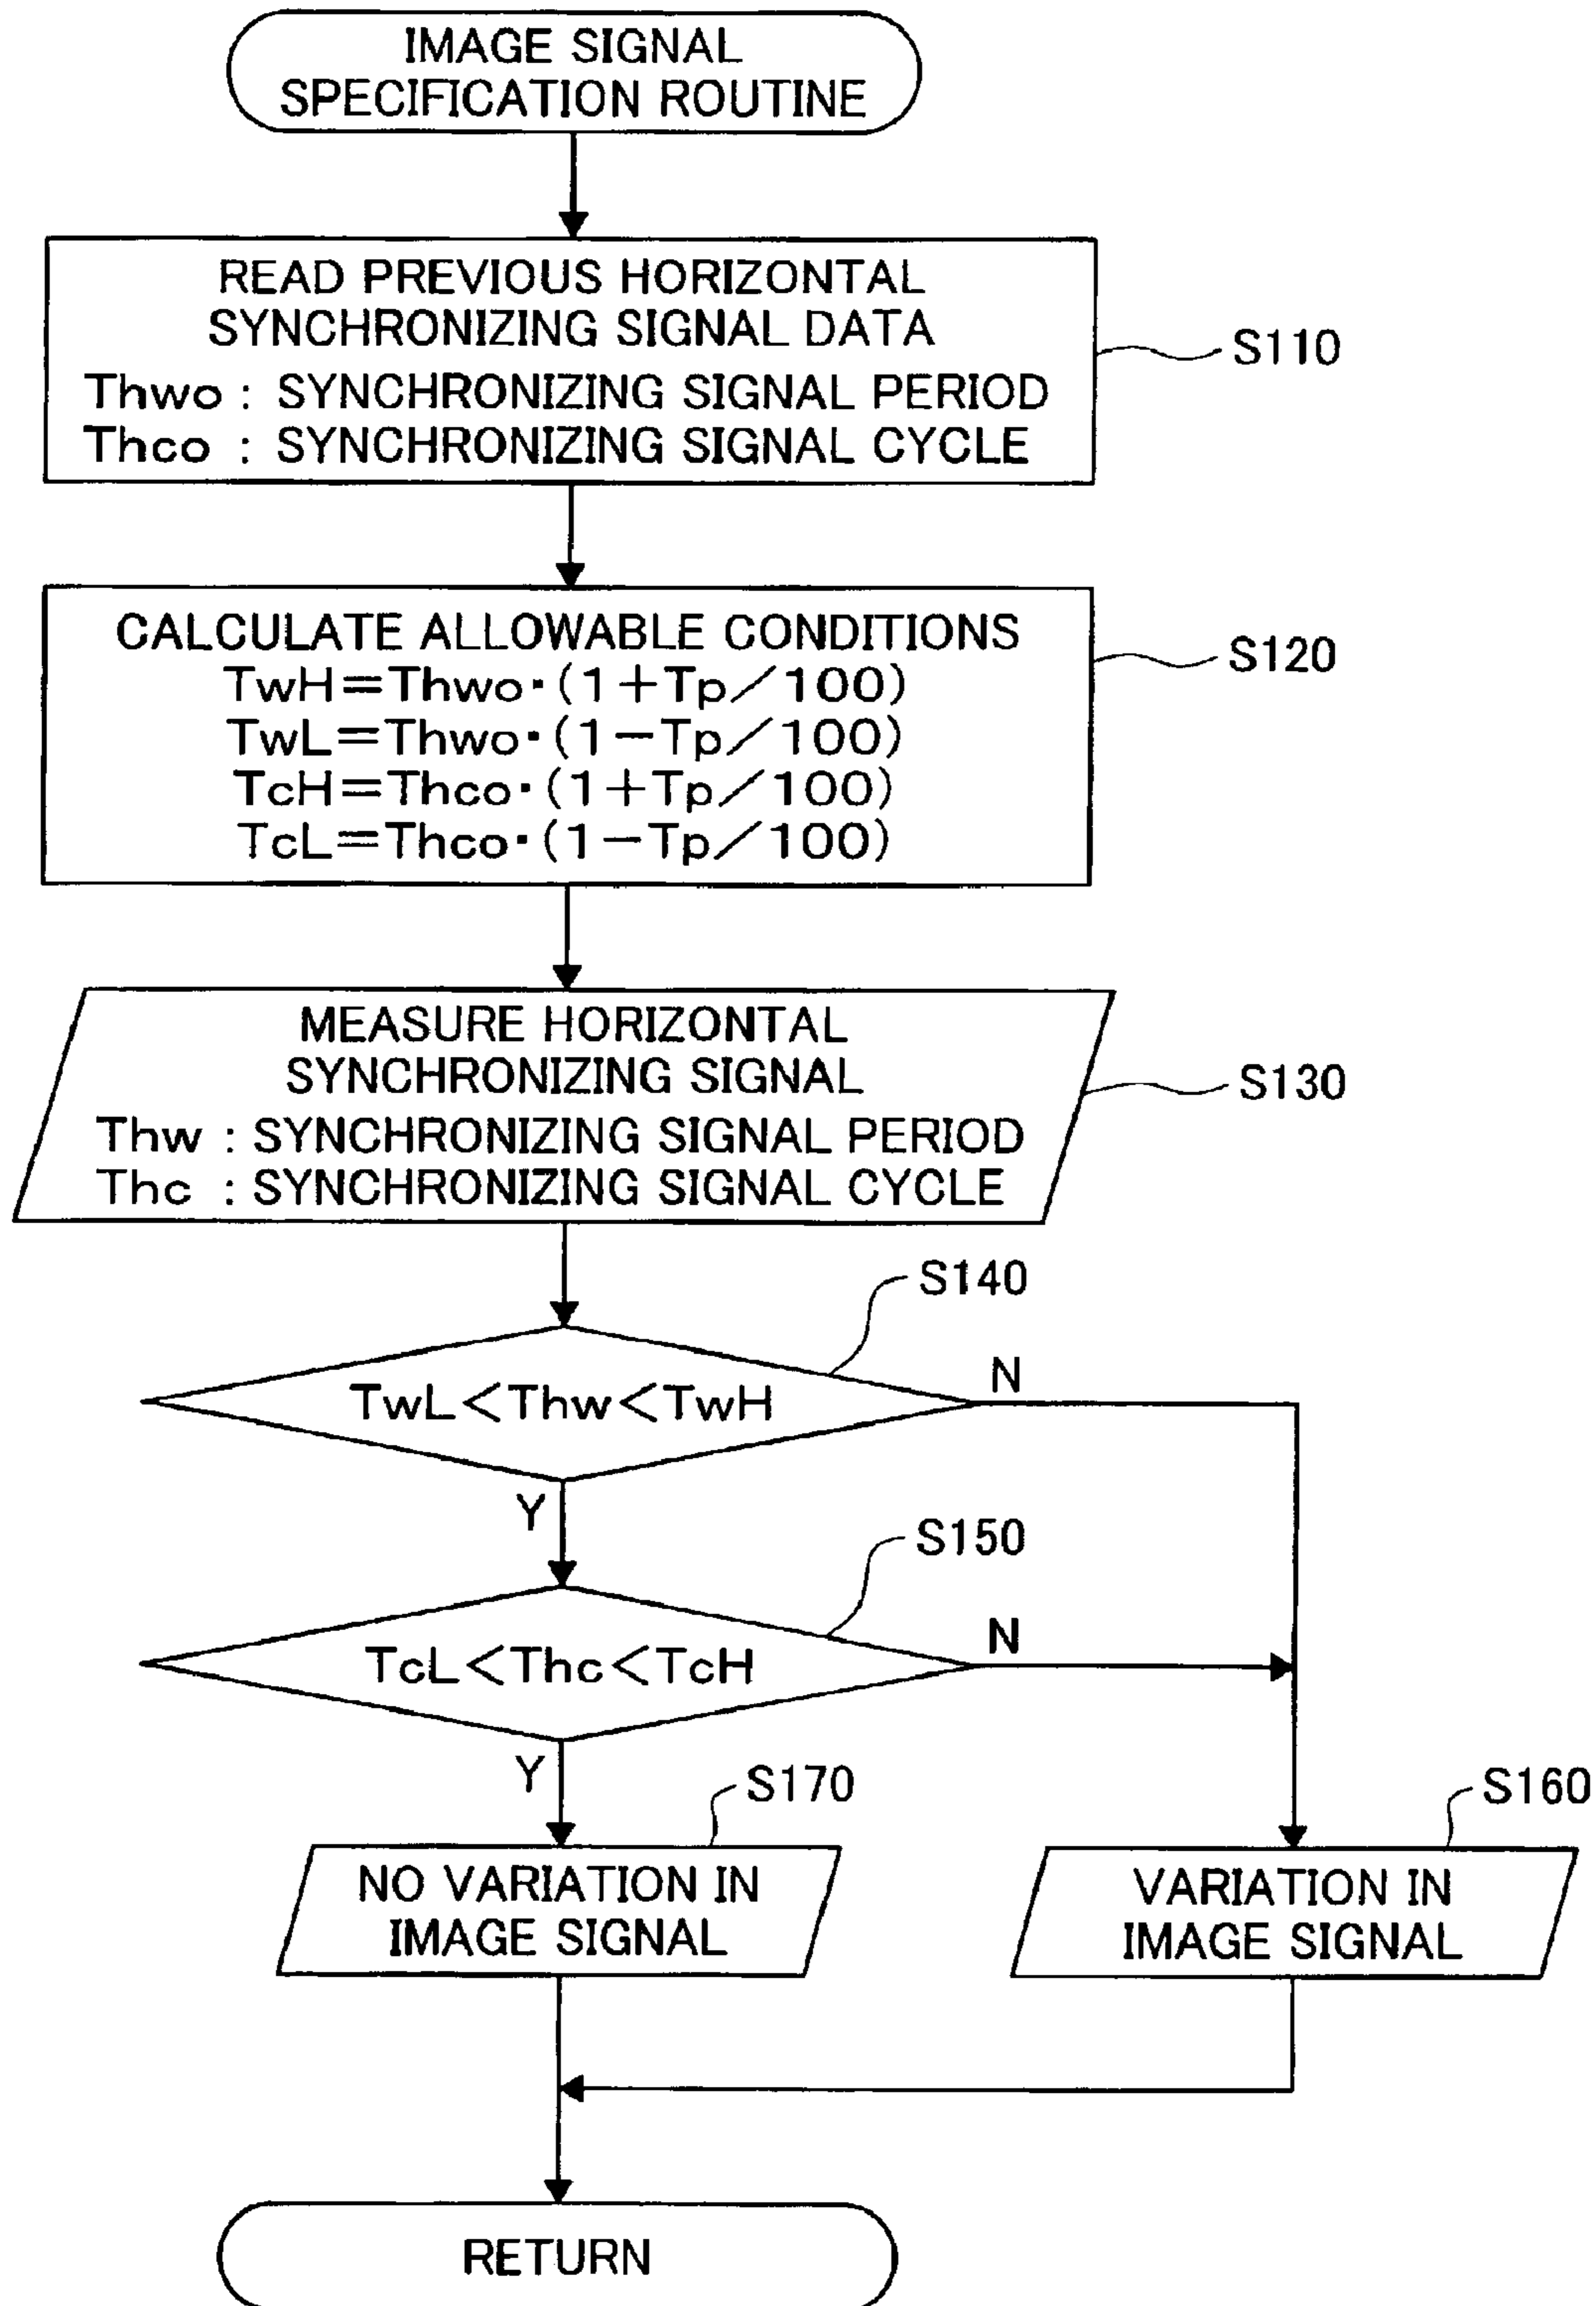 IMAGE SIGNAL
SPECIFICATION ROUTINE
READ PREVIOUS HORIZONTAL
SYNCHRONIZING SIGNAL DATA
Thwo : SYNCHRONIZING SIGNAL PERIOD
Thco : SYNCHRONIZING SIGNAL CYCLE
S110
CALCULATE ALLOWABLE CONDITIONS
TwH=Thwo·(1+Tp/100)
TwL=Thwo·(1-Tp/100)
TcH=Thco·(1+Tp/100)
TcL=Thco·(1-Tp/100)
S120
MEASURE HORIZONTAL
SYNCHRONIZING SIGNAL
Thw : SYNCHRONIZING SIGNAL PERIOD
Thc : SYNCHRONIZING SIGNAL CYCLE
S130
S140
TwL<Thw<TwH
N
Y
S150
TcL<Thc<TcH
N
Y
S170
NO VARIATION IN
IMAGE SIGNAL
S160
VARIATION IN
IMAGE SIGNAL
RETURN